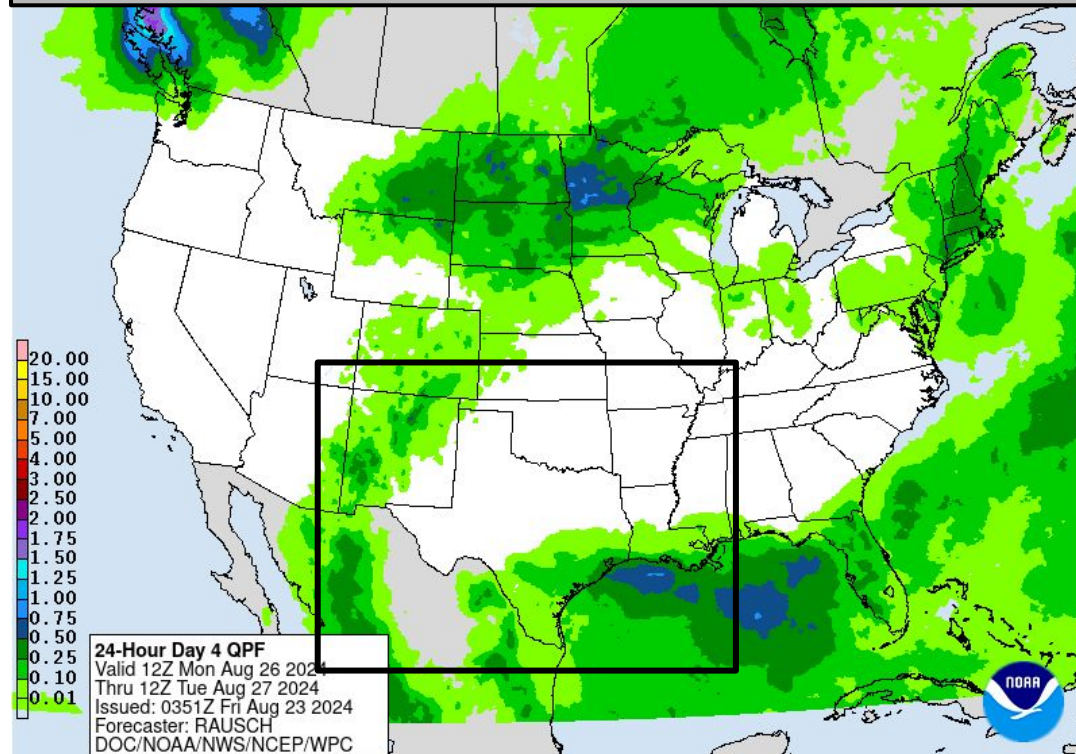 20.00
15.00
10.00
7.00
5.00
4.00
3.00
2.50
2.00
1.75
1.50
1.25
1.00
0.75
0.50
0.25
0.10
0.01
24-Hour Day 4 QPF
Valid 12Z Mon Aug 26 2024
Thru 12Z Tue Aug 27 2024
Issued: 0351Z Fri Aug 23 2024
Forecaster: RAUSCH
DOC/NOAA/NWS/NCEP/WPC
NOAA